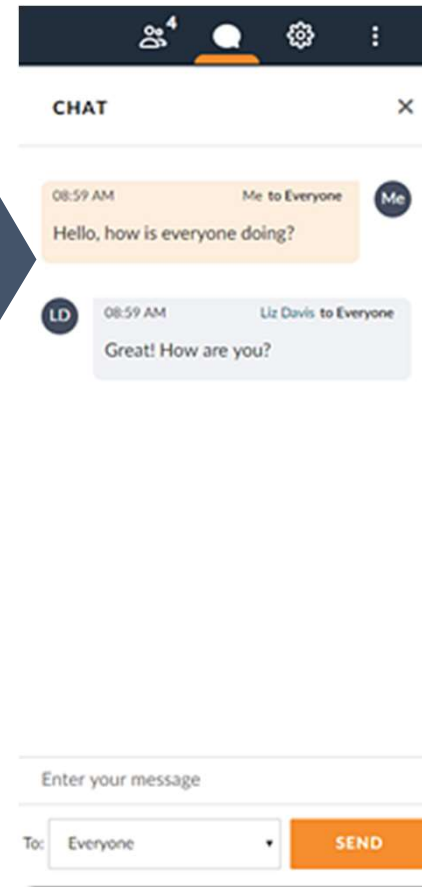 4
CHAT
08:59 AM Me to Everyone Me
Hello, how is everyone doing?
LD 08:59 AM Liz Davis to Everyone
Great! How are you?
Enter your message
To: Everyone SEND